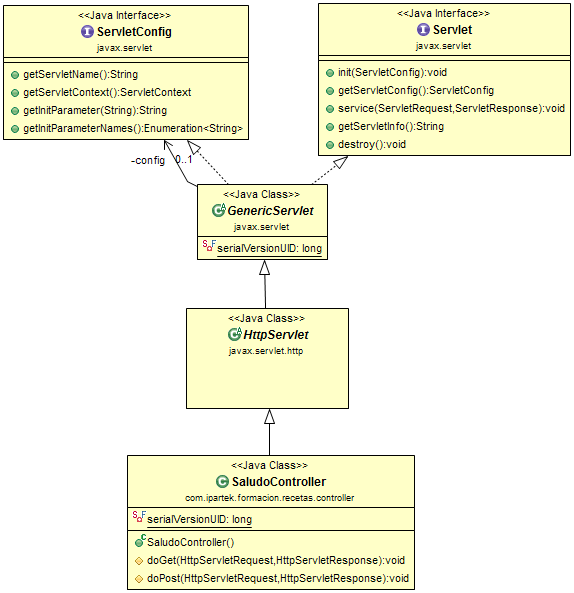 <<Java Interface>>
ServletConfig
javax.servlet
getServletName():String
getServletContext():ServletContext
getInitParameter(String):String
getInitParameterNames():Enumeration<String>
<<Java Interface>>
Servlet
javax.servlet
init(ServletConfig):void
getServletConfig():ServletConfig
service(ServletRequest,ServletResponse):void
getServletInfo():String
destroy():void
-config 0..1
<<Java Class>>
GenericServlet
javax.servlet
serialVersionUID: long
<<Java Class>>
HttpServlet
javax.servlet.http
<<Java Class>>
SaludoController
com.ipartek.formacion.recetas.controller
serialVersionUID: long
SaludoController()
doGet(HttpServletRequest,HttpServletResponse):void
doPost(HttpServletRequest,HttpServletResponse):void